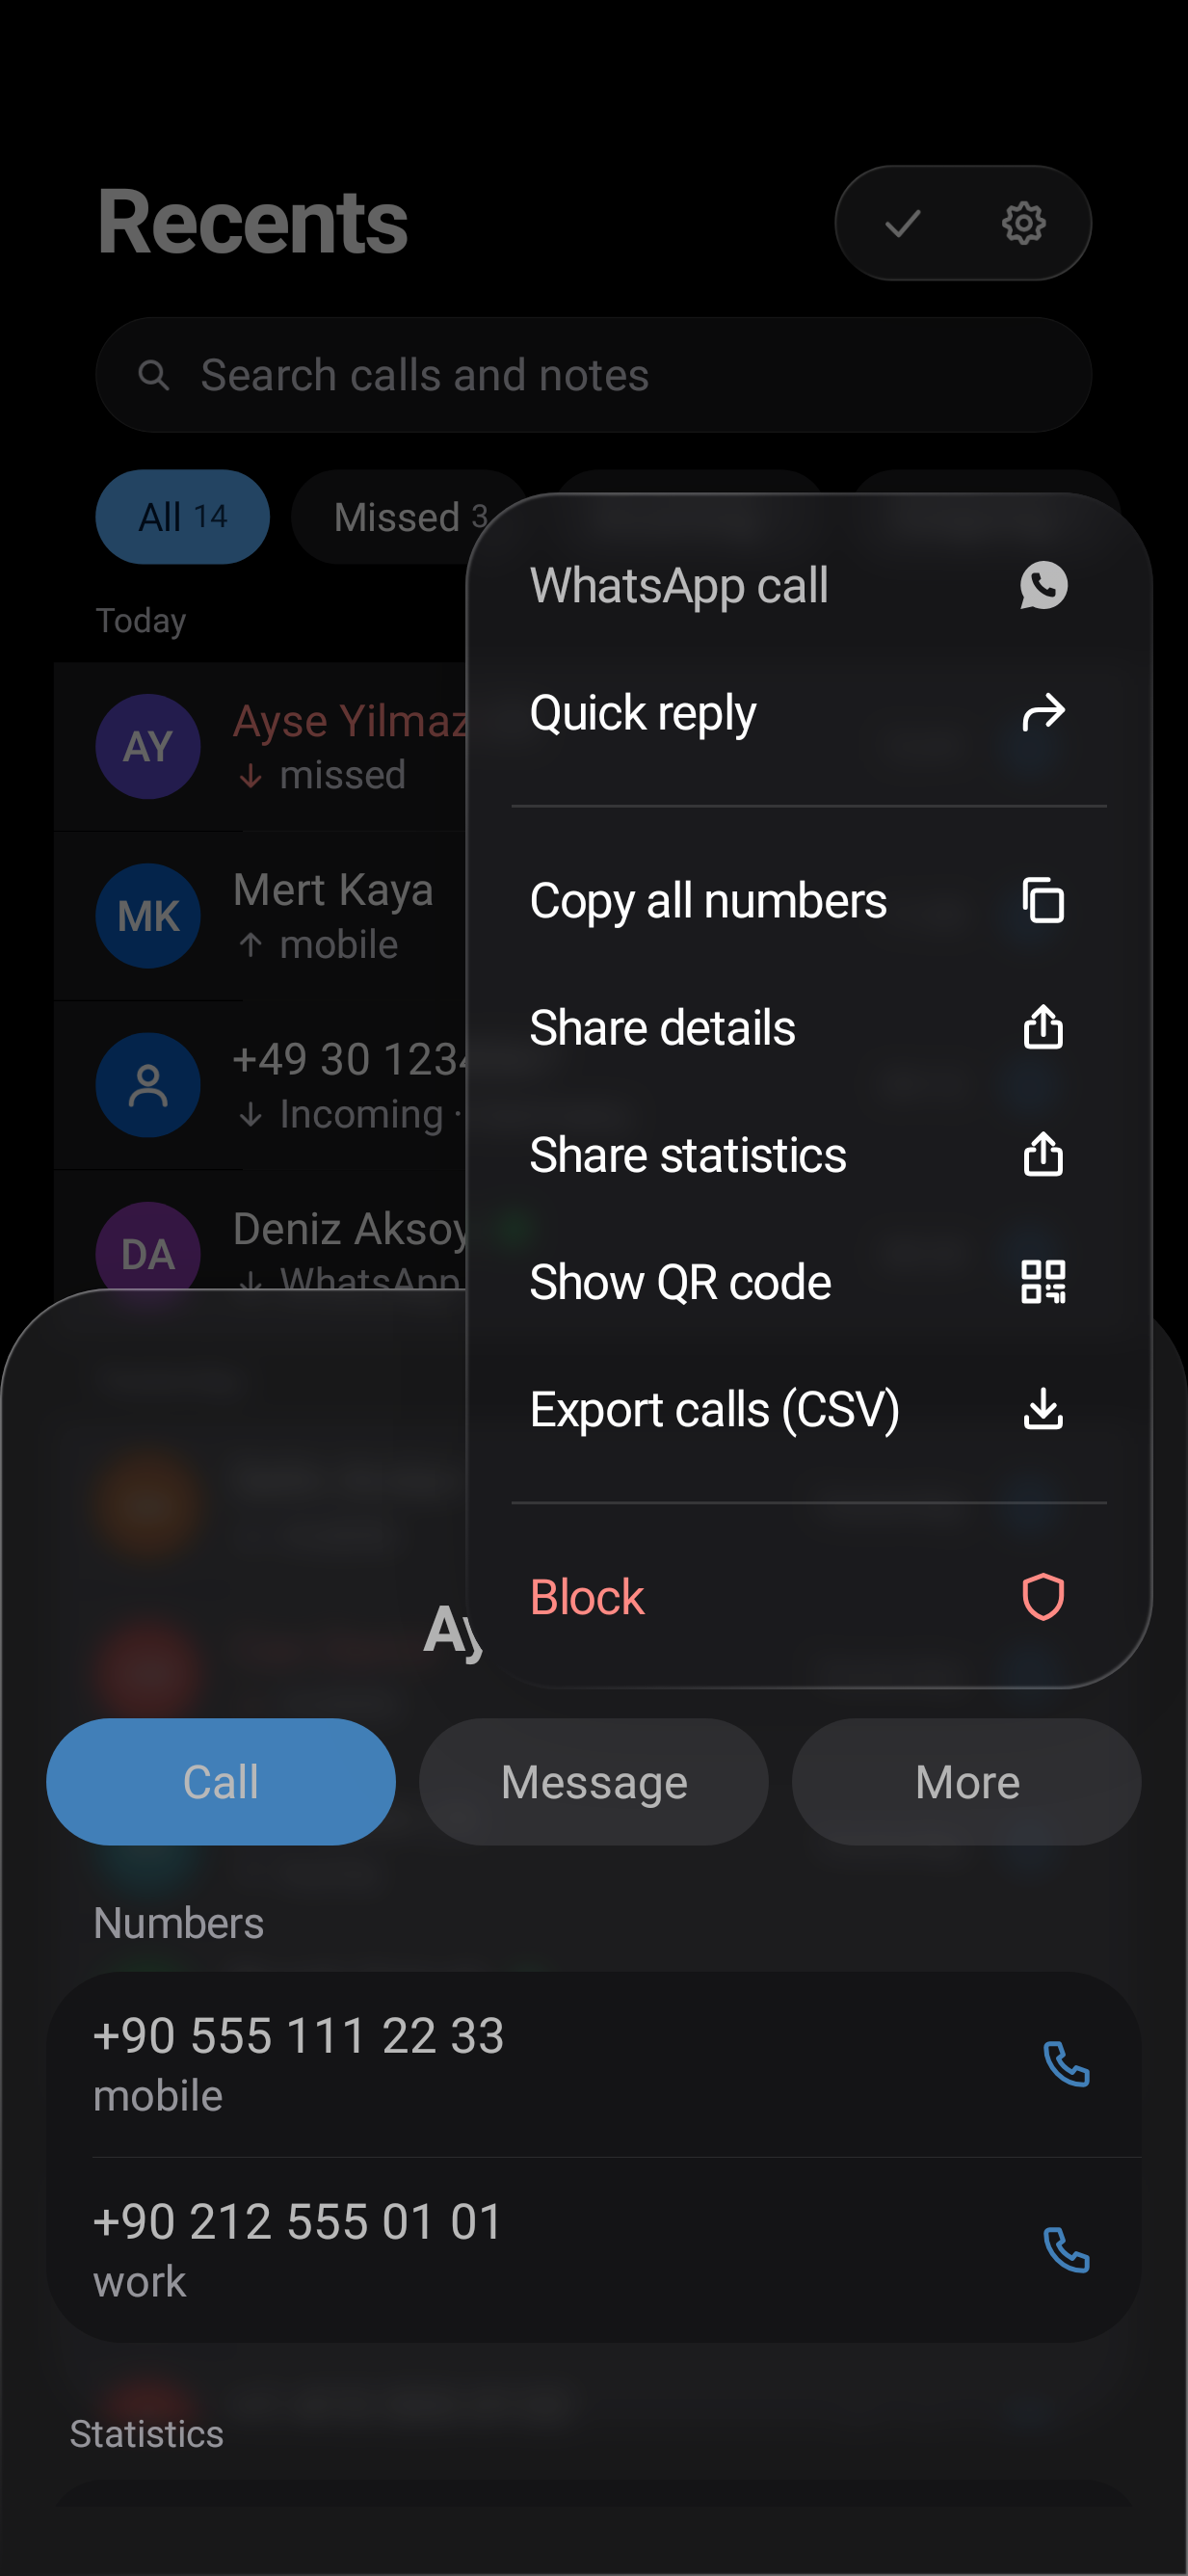 Recents
Search calls and notes
All 14
Missed 3
Today
AY
Ayse Yilmaz
missed
MK
Mert Kaya
mobile
+49 30 1234
Incoming ·
DA
Deniz Aksoy
WhatsApp
WhatsApp call
Quick reply
Copy all numbers
Share details
Share statistics
Show QR code
Export calls (CSV)
Block
Ay
Call
Message
More
Numbers
+90 555 111 22 33
mobile
+90 212 555 01 01
work
Statistics